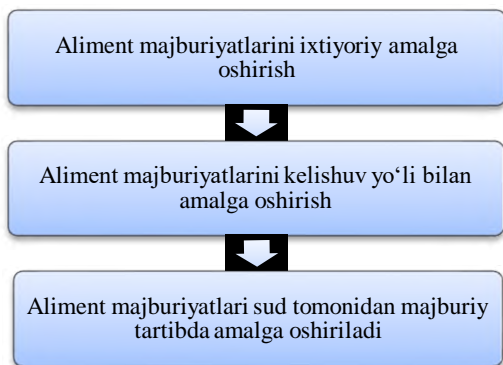 Aliment majburiyatlarini ixtiyoriy amalga
oshirish
Aliment majburiyatlarini kelishuv yo‘li bilan
amalga oshirish
Aliment majburiyatlari sud tomonidan majburiy
tartibda amalga oshiriladi